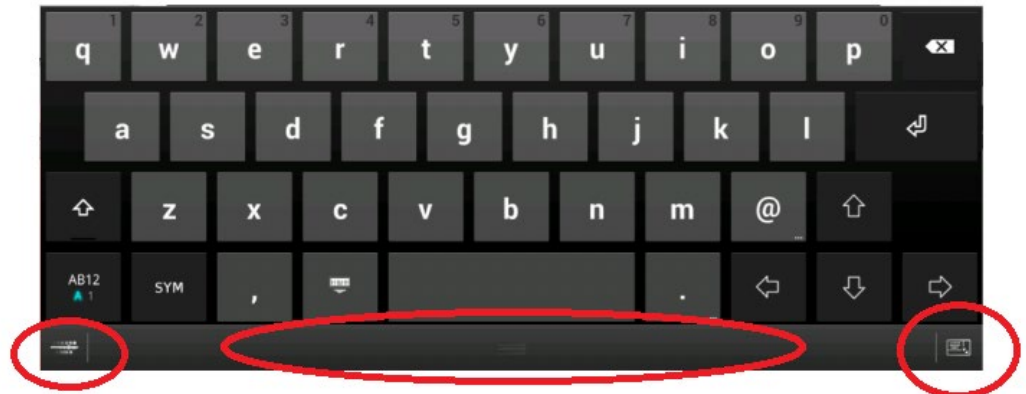 1 2 3 4 5 6 7 8 9 0
q w e r t y u i o p
a s d f g h j k l
z x c v b n m @ ...
AB12 SYM , .
A 1